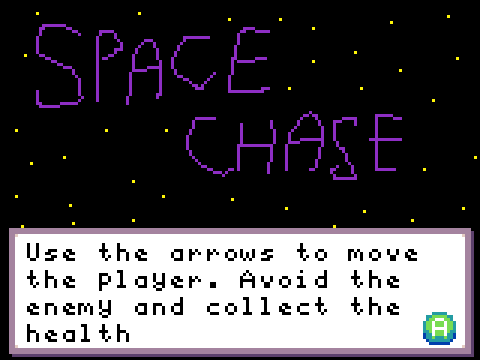 SPACE
CHASE
Use the arrows to move
the player. Avoid the
enemy and collect the
health
A